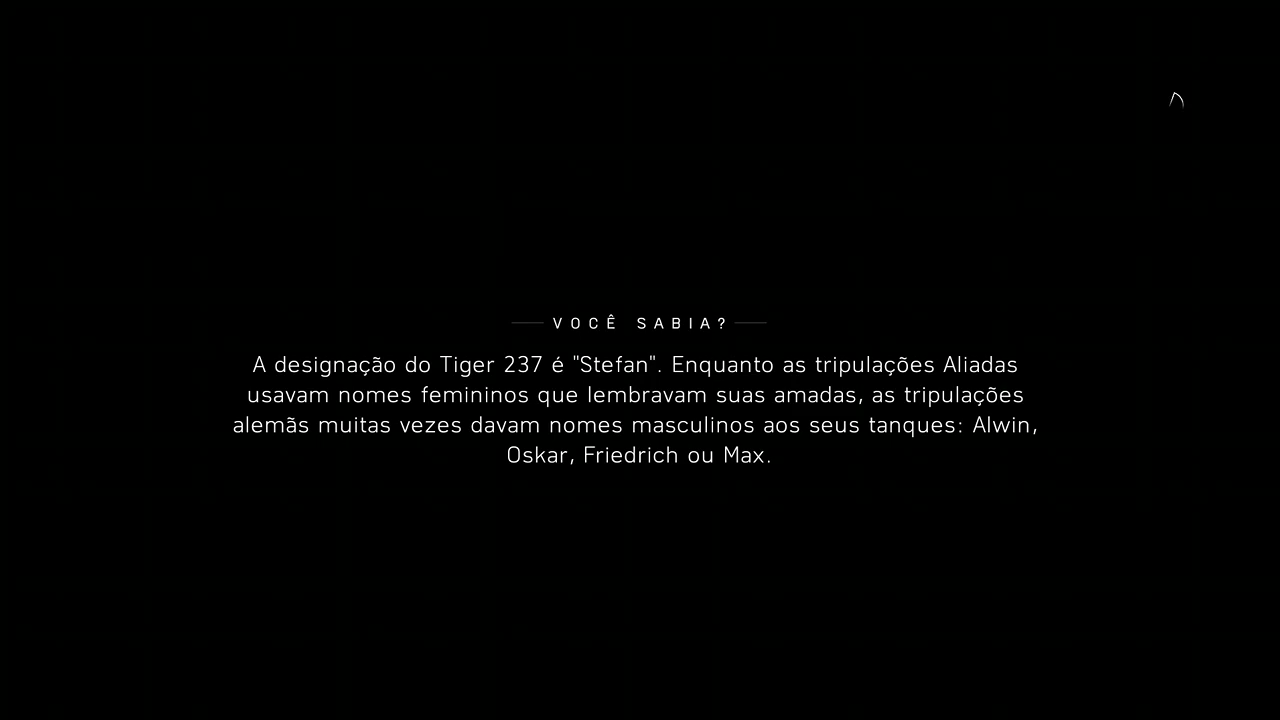 VOCÊ SABIA?
A designação do Tiger 237 é "Stefan". Enquanto as tripulações Aliadas
usavam nomes femininos que lembravam suas amadas, as tripulações
alemãs muitas vezes davam nomes masculinos aos seus tanques: Alwin,
Oskar, Friedrich ou Max.